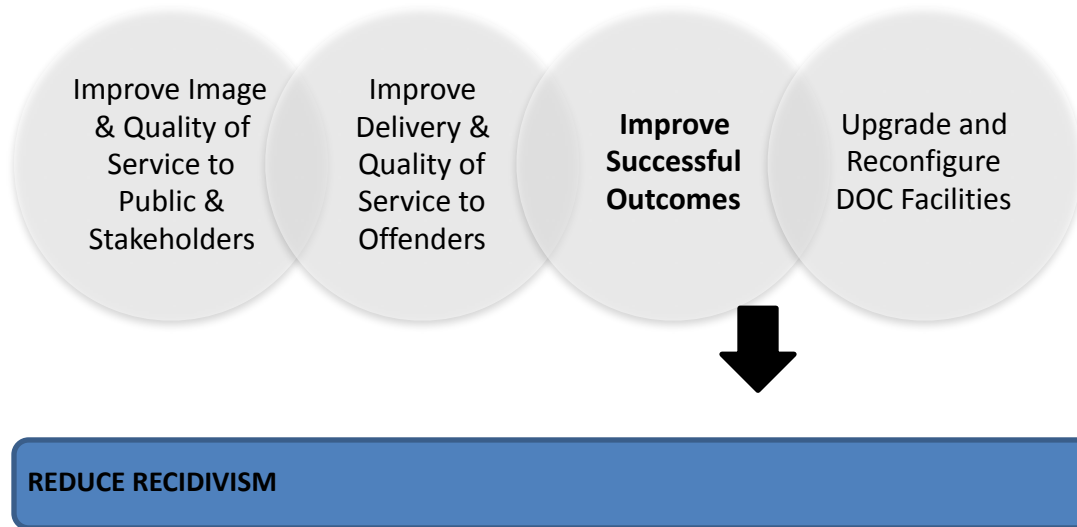 Improve Image
& Quality of
Service to
Public &
Stakeholders
Improve
Delivery &
Quality of
Service to
Offenders
Improve
Successful
Outcomes
Upgrade and
Reconfigure
DOC Facilities
REDUCE RECIDIVISM